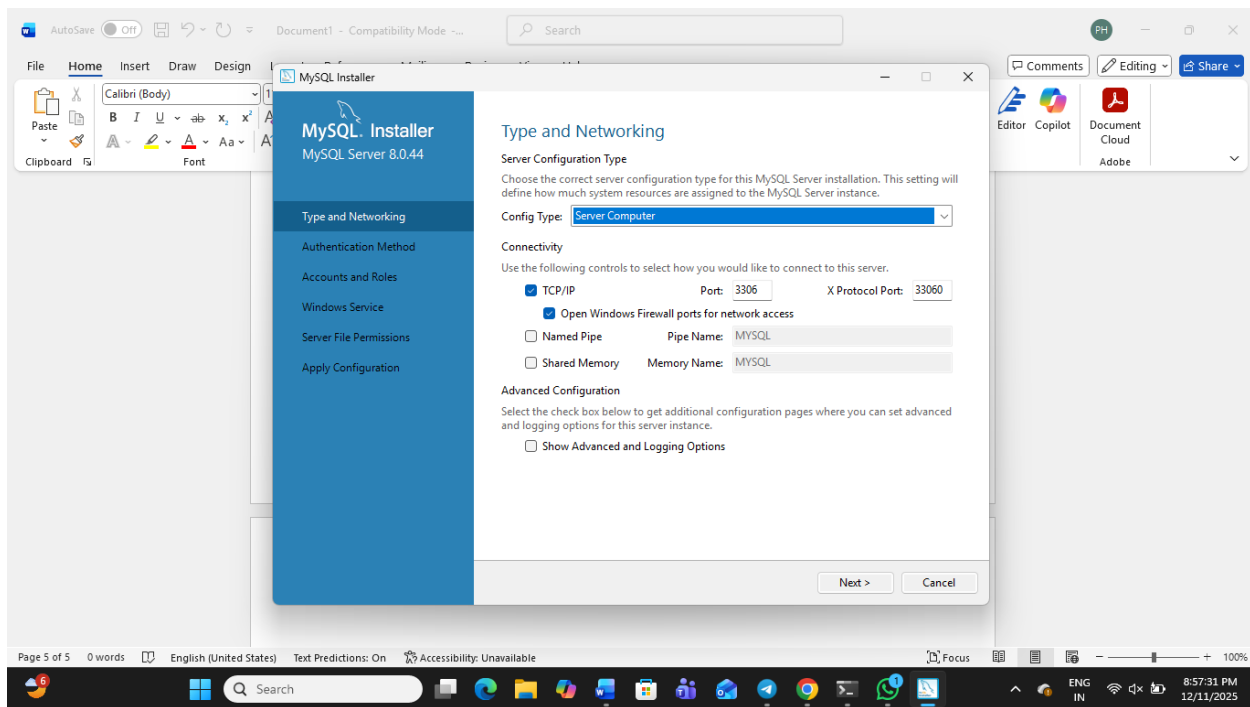 AutoSave Off Document1 - Compatibility Mode -... Search PH
File Home Insert Draw Design Comments Editing Share
Calibri (Body)
Paste B I U ab x₂ x² A
Aa
Clipboard Font
Editor Copilot Document Cloud
Adobe
MySQL Installer
MySQL. Installer
MySQL Server 8.0.44
Type and Networking
Authentication Method
Accounts and Roles
Windows Service
Server File Permissions
Apply Configuration
Type and Networking
Server Configuration Type
Choose the correct server configuration type for this MySQL Server installation. This setting will
define how much system resources are assigned to the MySQL Server instance.
Config Type: Server Computer
Connectivity
Use the following controls to select how you would like to connect to this server.
TCP/IP Port: 3306 X Protocol Port: 33060
Open Windows Firewall ports for network access
Named Pipe Pipe Name: MYSQL
Shared Memory Memory Name: MYSQL
Advanced Configuration
Select the check box below to get additional configuration pages where you can set advanced
and logging options for this server instance.
Show Advanced and Logging Options
Next > Cancel
Page 5 of 5 0 words English (United States) Text Predictions: On Accessibility: Unavailable Focus 100%
6 Search 1 ENG 8:57:31 PM
IN 12/11/2025